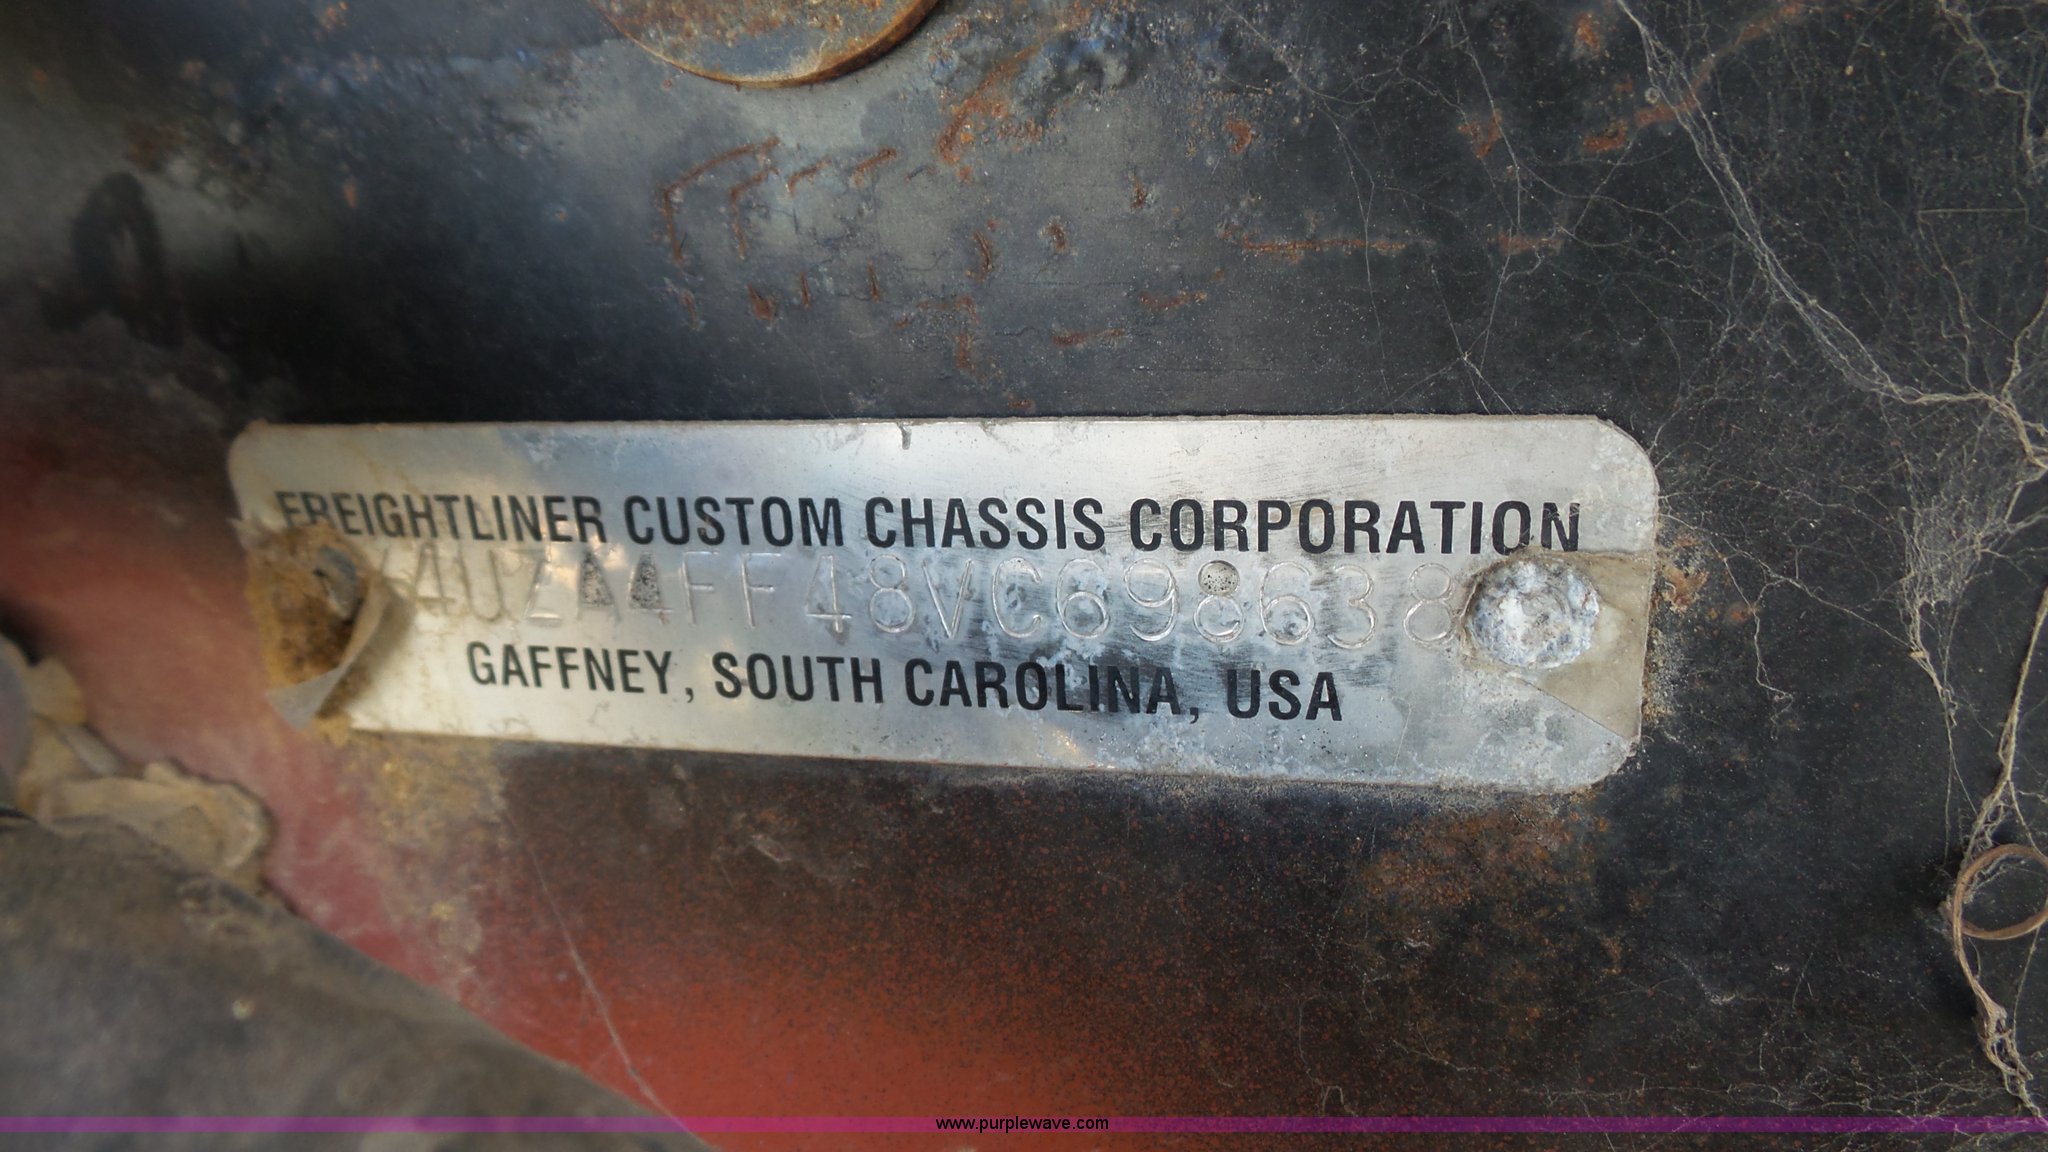 FREIGHTLINER CUSTOM CHASSIS CORPORATION
4UZA4FF48VC698638
GAFFNEY, SOUTH CAROLINA, USA
www.purplewave.com